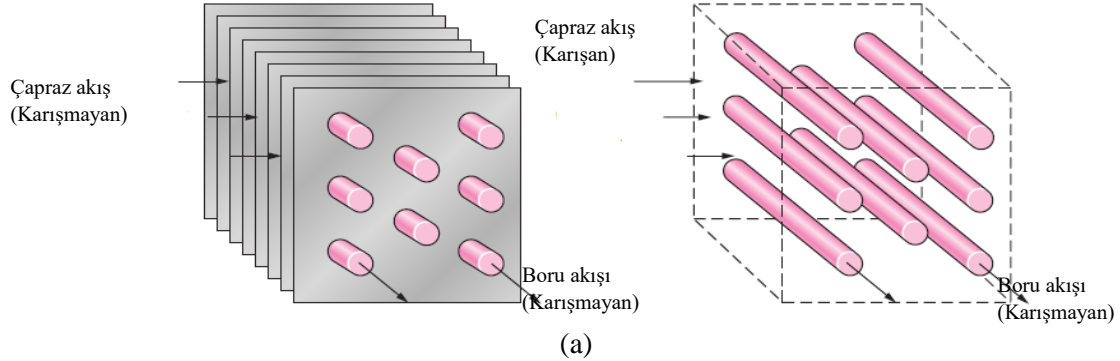 Çapraz akış
(Karışmayan)
Boru akışı
(Karışmayan)
Çapraz akış
(Karışan)
Boru akışı
(Karışmayan)
(a)